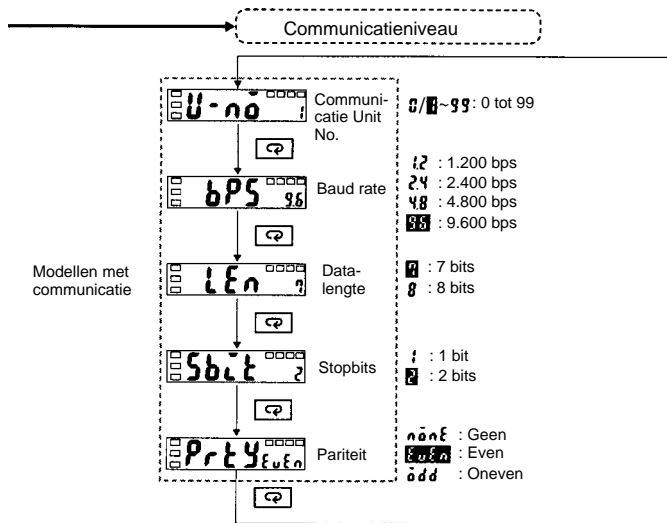 Communicatieniveau
U-no 1
Communi-
catie Unit
No.
0/1~99: 0 tot 99
bPS 9.6
Baud rate
1.2 : 1.200 bps
2.4 : 2.400 bps
4.8 : 4.800 bps
9.6 : 9.600 bps
Modellen met
communicatie
LEn 7
Data-
lengte
7 : 7 bits
8 : 8 bits
Sbit 2
Stopbits
1 : 1 bit
2 : 2 bits
PrtY EvEn
Pariteit
nonE : Geen
EvEn : Even
odd : Oneven